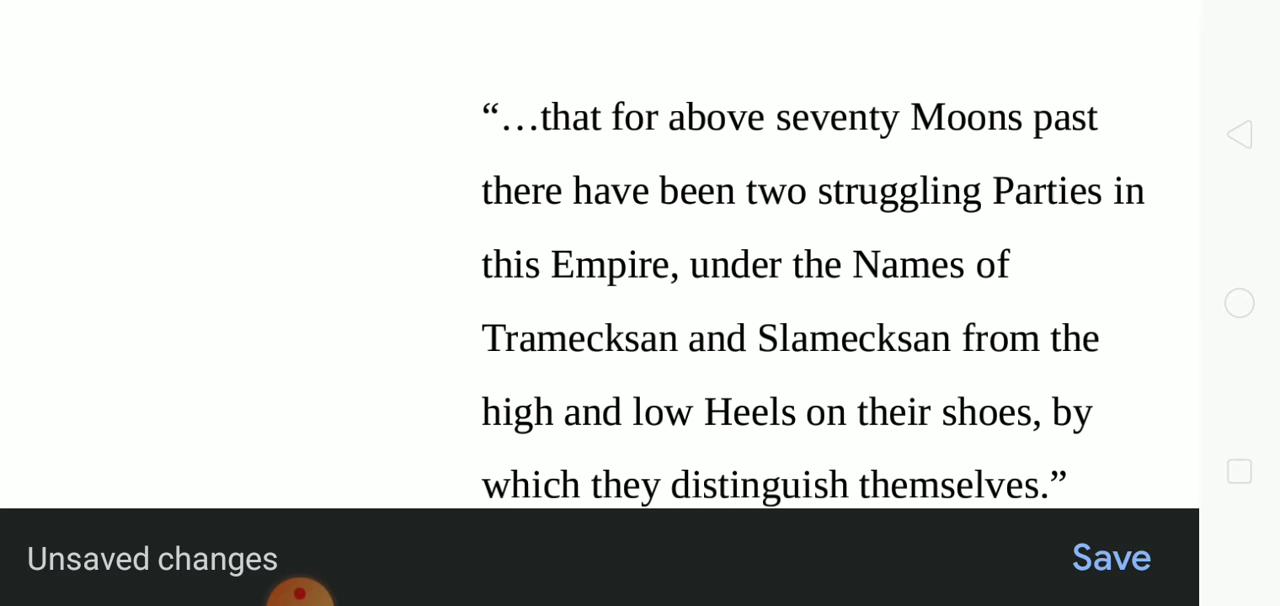 “…that for above seventy Moons past
there have been two struggling Parties in
this Empire, under the Names of
Tramecksan and Slamecksan from the
high and low Heels on their shoes, by
which they distinguish themselves.”
Unsaved changes
Save